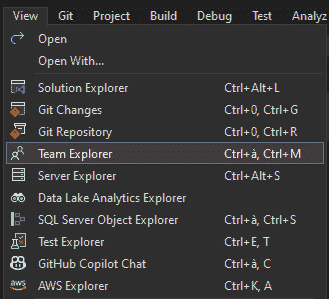 View Git Project Build Debug Test Analyz
Open
Open With...
Solution Explorer Ctrl+Alt+L
Git Changes Ctrl+0, Ctrl+G
Git Repository Ctrl+0, Ctrl+R
Team Explorer Ctrl+à, Ctrl+M
Server Explorer Ctrl+Alt+S
Data Lake Analytics Explorer
SQL Server Object Explorer Ctrl+à, Ctrl+S
Test Explorer Ctrl+E, T
GitHub Copilot Chat Ctrl+à, C
aws AWS Explorer Ctrl+K, A